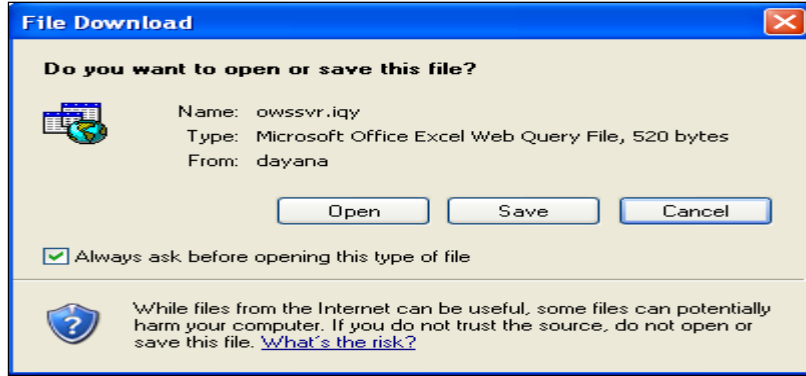 File Download
Do you want to open or save this file?
Name: owssvr.iqy
Type: Microsoft Office Excel Web Query File, 520 bytes
From: dayana
Open Save Cancel
Always ask before opening this type of file
While files from the Internet can be useful, some files can potentially
harm your computer. If you do not trust the source, do not open or
save this file. What's the risk?